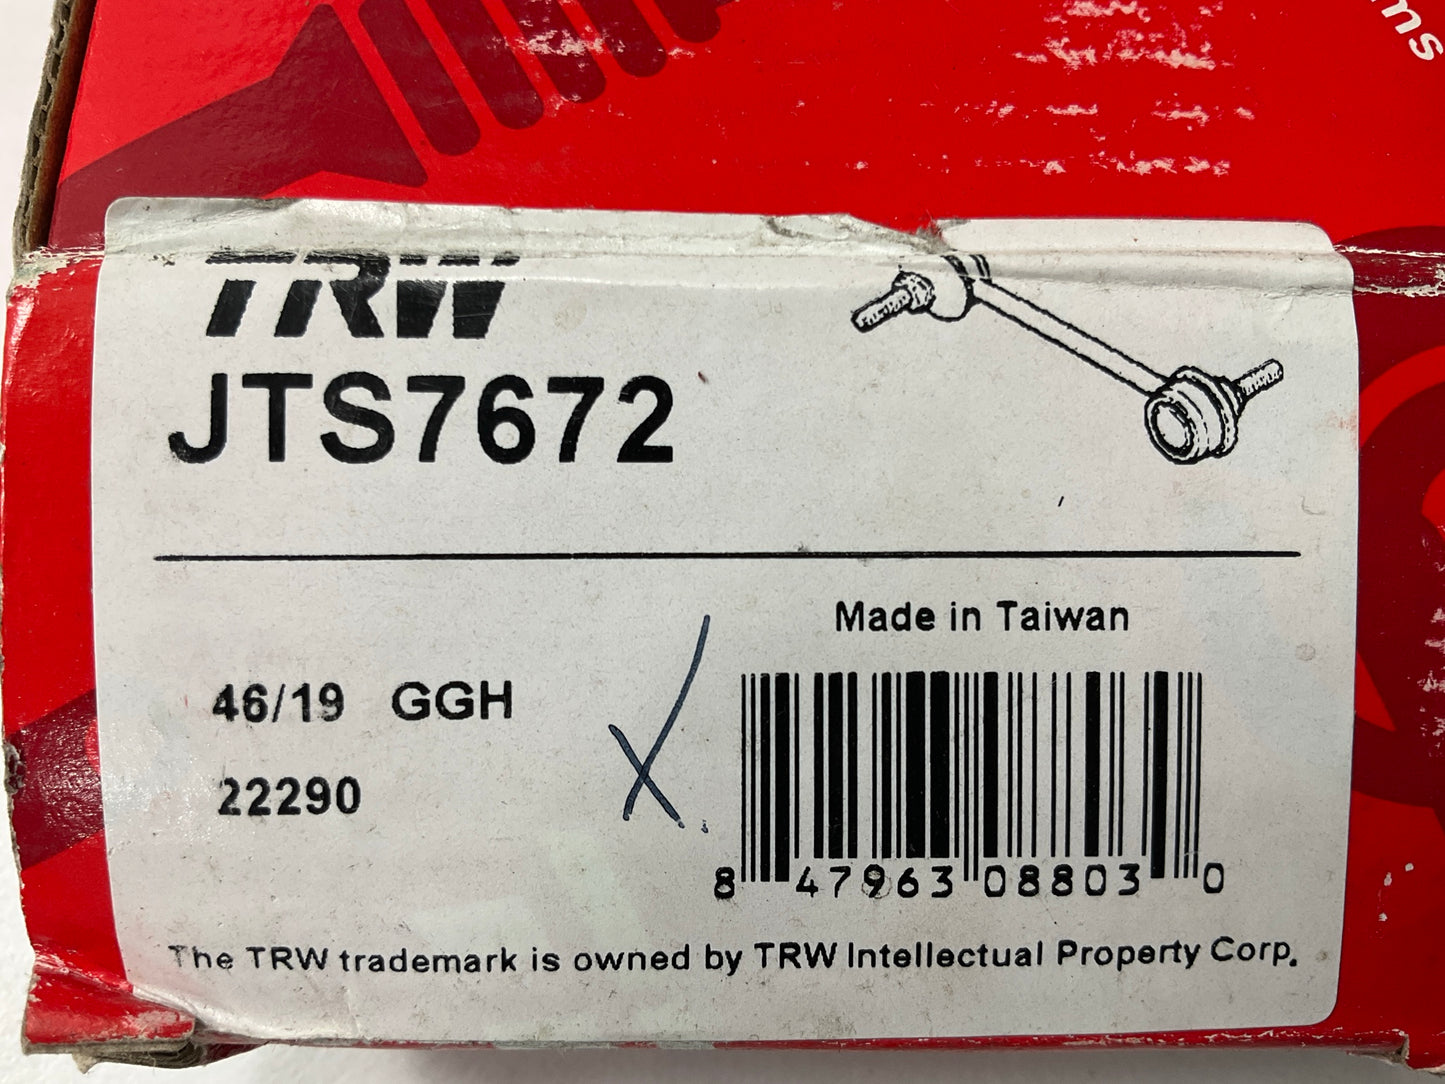 ms
TRW
JTS7672
Made in Taiwan
46/19 GGH
22290
8 47963 08803 0
The TRW trademark is owned by TRW Intellectual Property Corp.